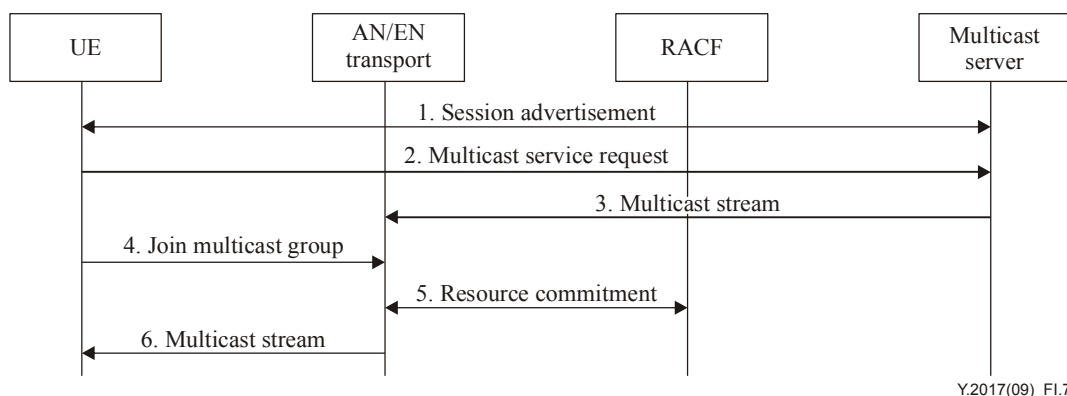 UE
AN/EN
transport
RACF
Multicast
server
1. Session advertisement
2. Multicast service request
3. Multicast stream
4. Join multicast group
5. Resource commitment
6. Multicast stream
Y.2017(09)_FI.7